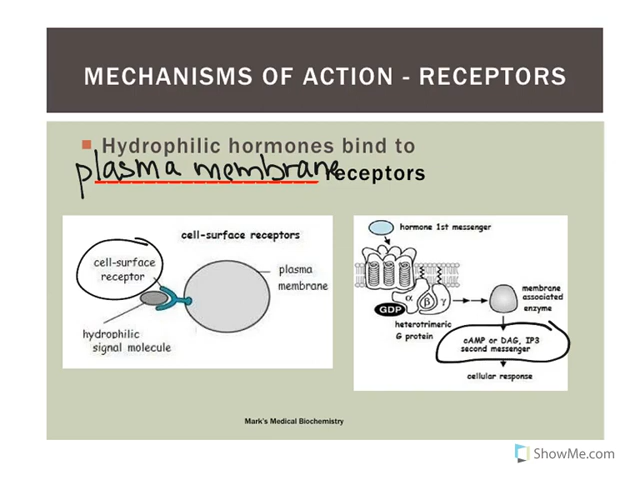 MECHANISMS OF ACTION - RECEPTORS
Hydrophilic hormones bind to
plasma membrane receptors
cell-surface receptors
cell-surface
receptor
plasma
membrane
hydrophilic
signal molecule
hormone 1st messenger
α
β
γ
GDP
heterotrimeric
G protein
membrane
associated
enzyme
cAMP or DAG, IP3
second messenger
cellular response
Mark's Medical Biochemistry
ShowMe.com